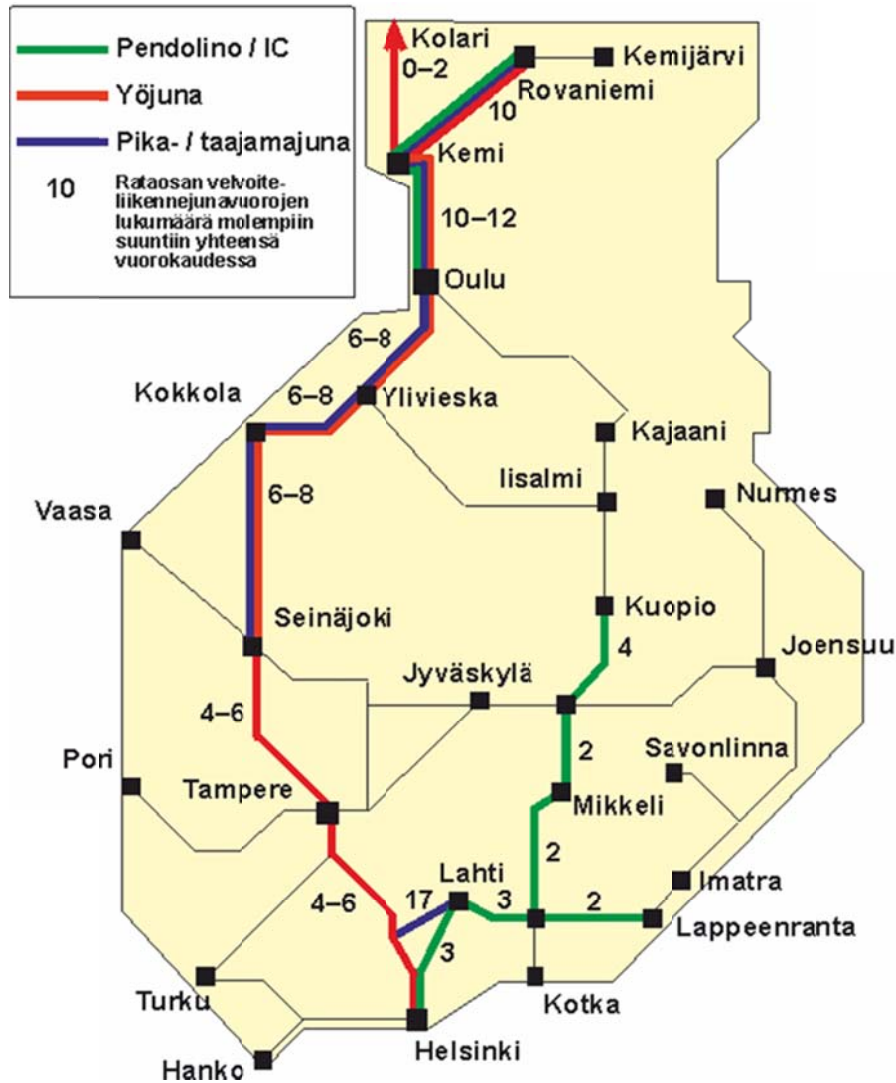 Pendolino / IC
Yöjuna
Pika- / taajamajuna
10
Rataosan velvoite-
liikennejunavuorojen
lukumäärä molempiin
suuntiin yhteensä
vuorokaudessa
Kolari
0–2
Kemijärvi
Rovaniemi
10
Kemi
10–12
Oulu
6–8
Kokkola
6–8
Ylivieska
Kajaani
Iisalmi
Nurmes
6–8
Vaasa
Seinäjoki
Kuopio
Joensuu
4
Jyväskylä
4–6
2
Savonlinna
Pori
Tampere
Mikkeli
2
Lahti
Imatra
4–6
17
3
2
Lappeenranta
3
Turku
Kotka
Helsinki
Hanko